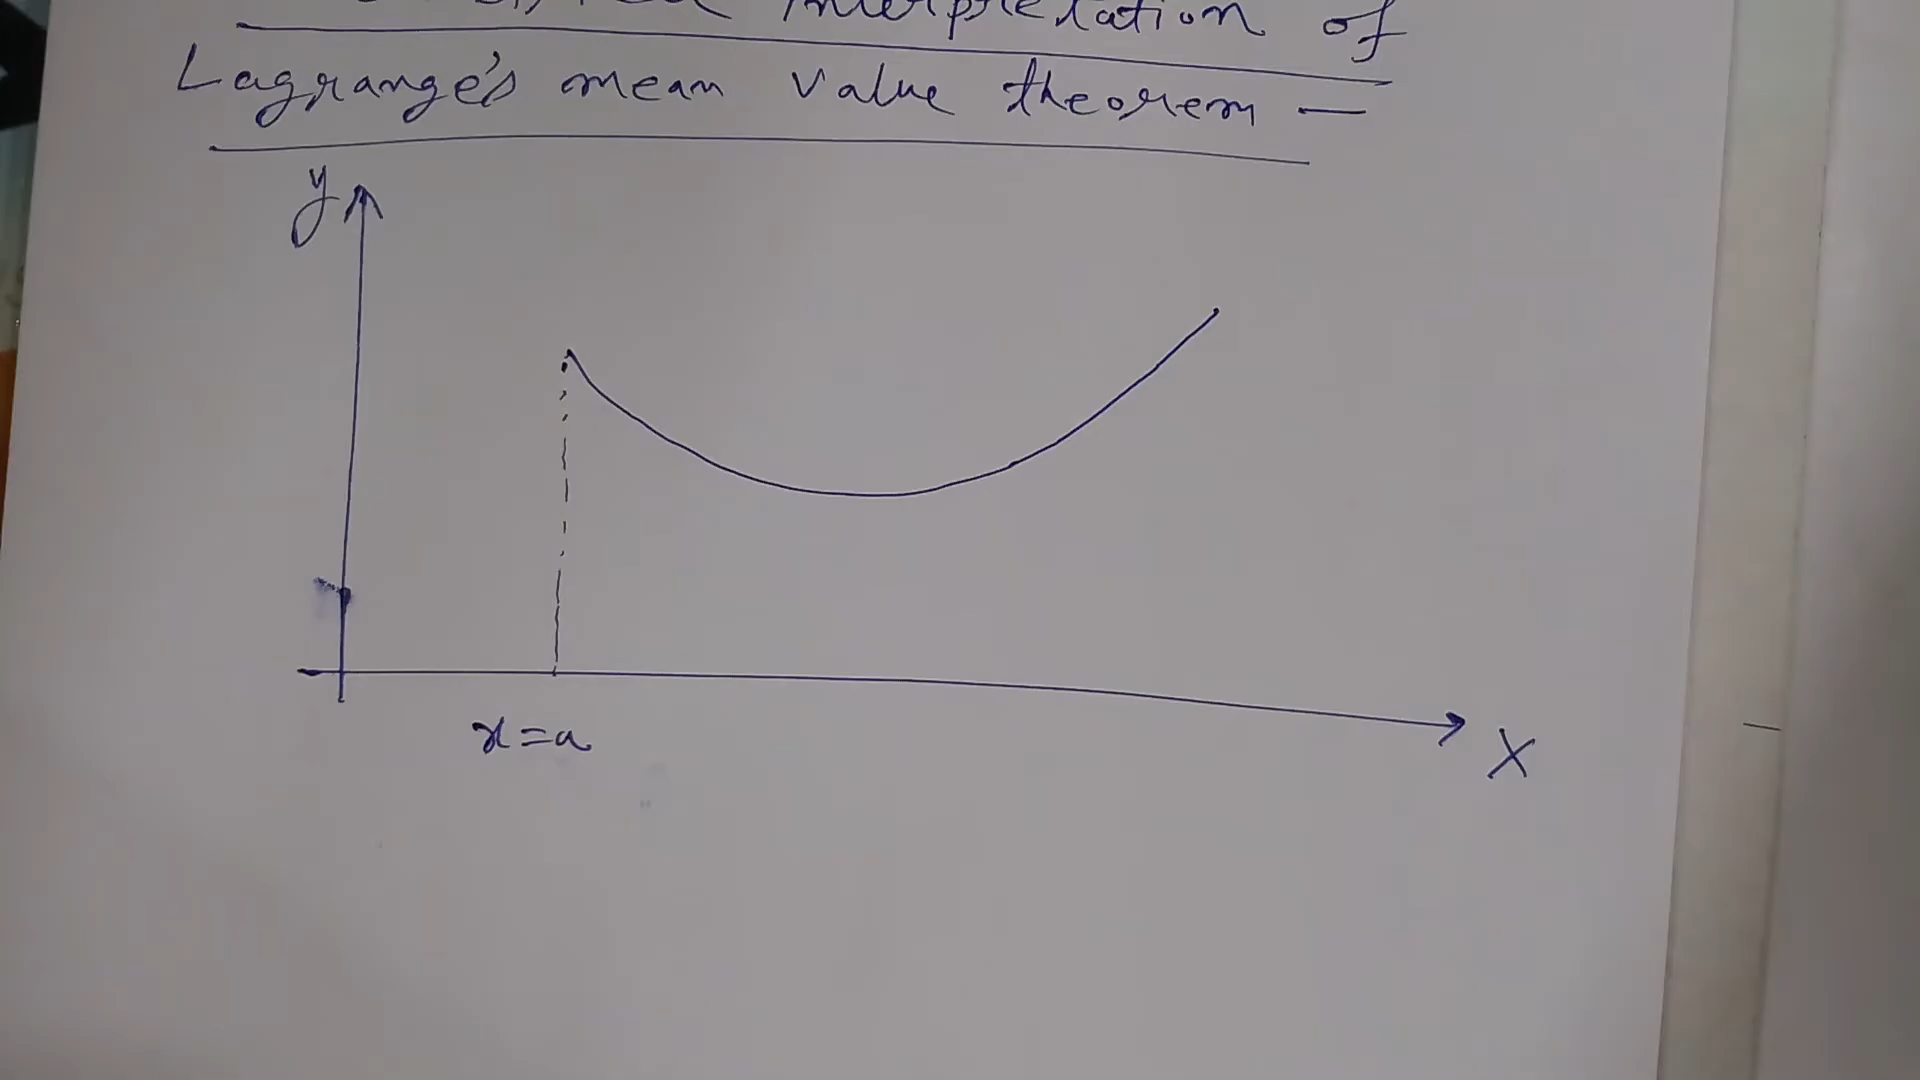 Interpretation of
Lagrange's mean value theorem —
y
x=a
X